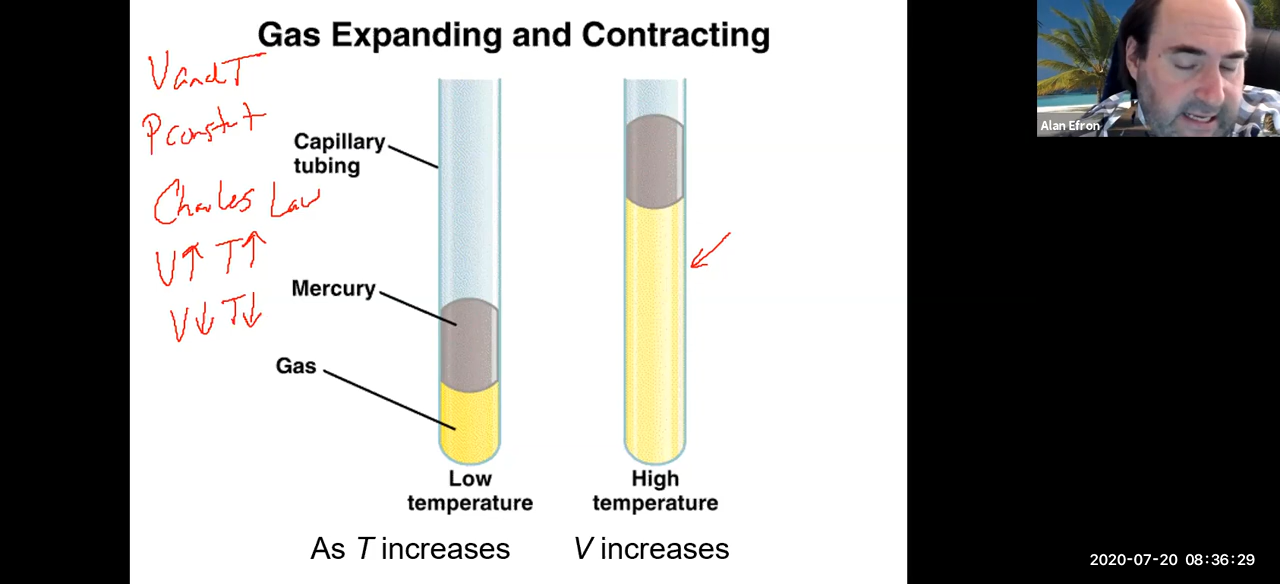 Gas Expanding and Contracting
V and T
P constant
Charles Law
V↑ T↑
V↓ T↓
Capillary
tubing
Mercury
Gas
Low
temperature
High
temperature
As T increases
V increases
Alan Efron
2020-07-20 08:36:29